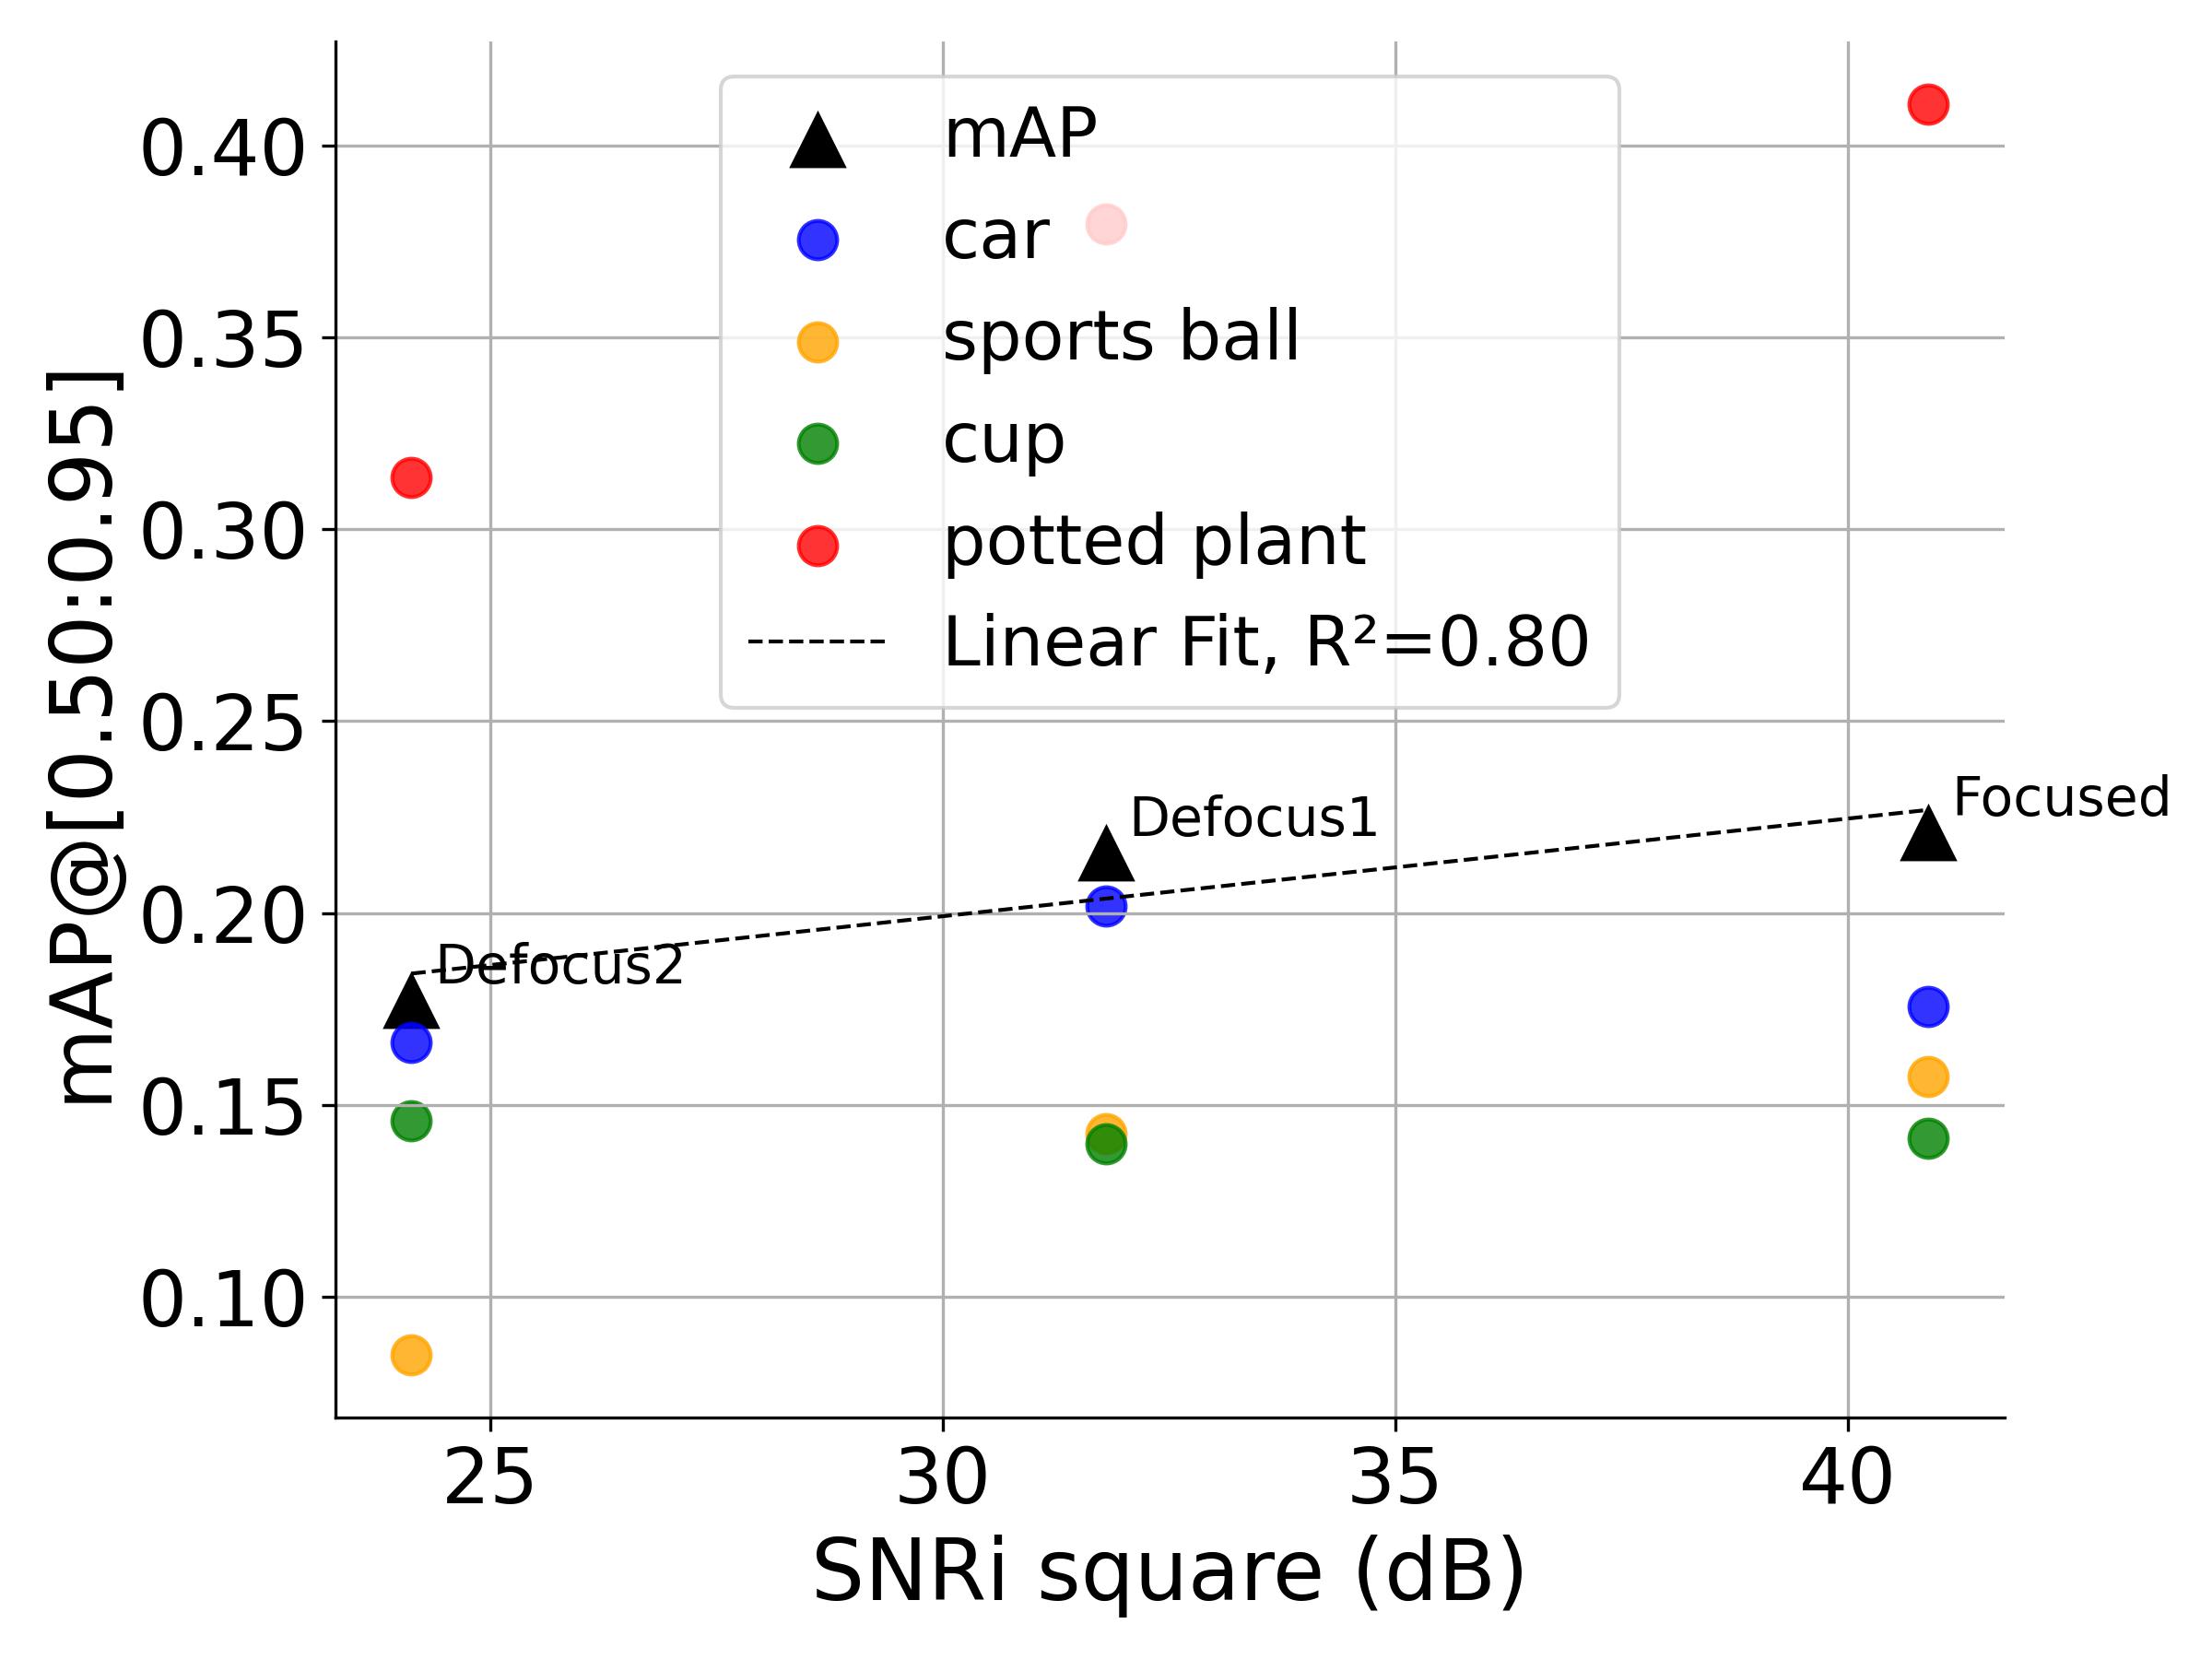 mAP@[0.50:0.95]
0.40
0.35
0.30
0.25
0.20
0.15
0.10
mAP
car
sports ball
cup
potted plant
Linear Fit, R²=0.80
Defocus2
Defocus1
Focused
25
30
35
40
SNRi square (dB)